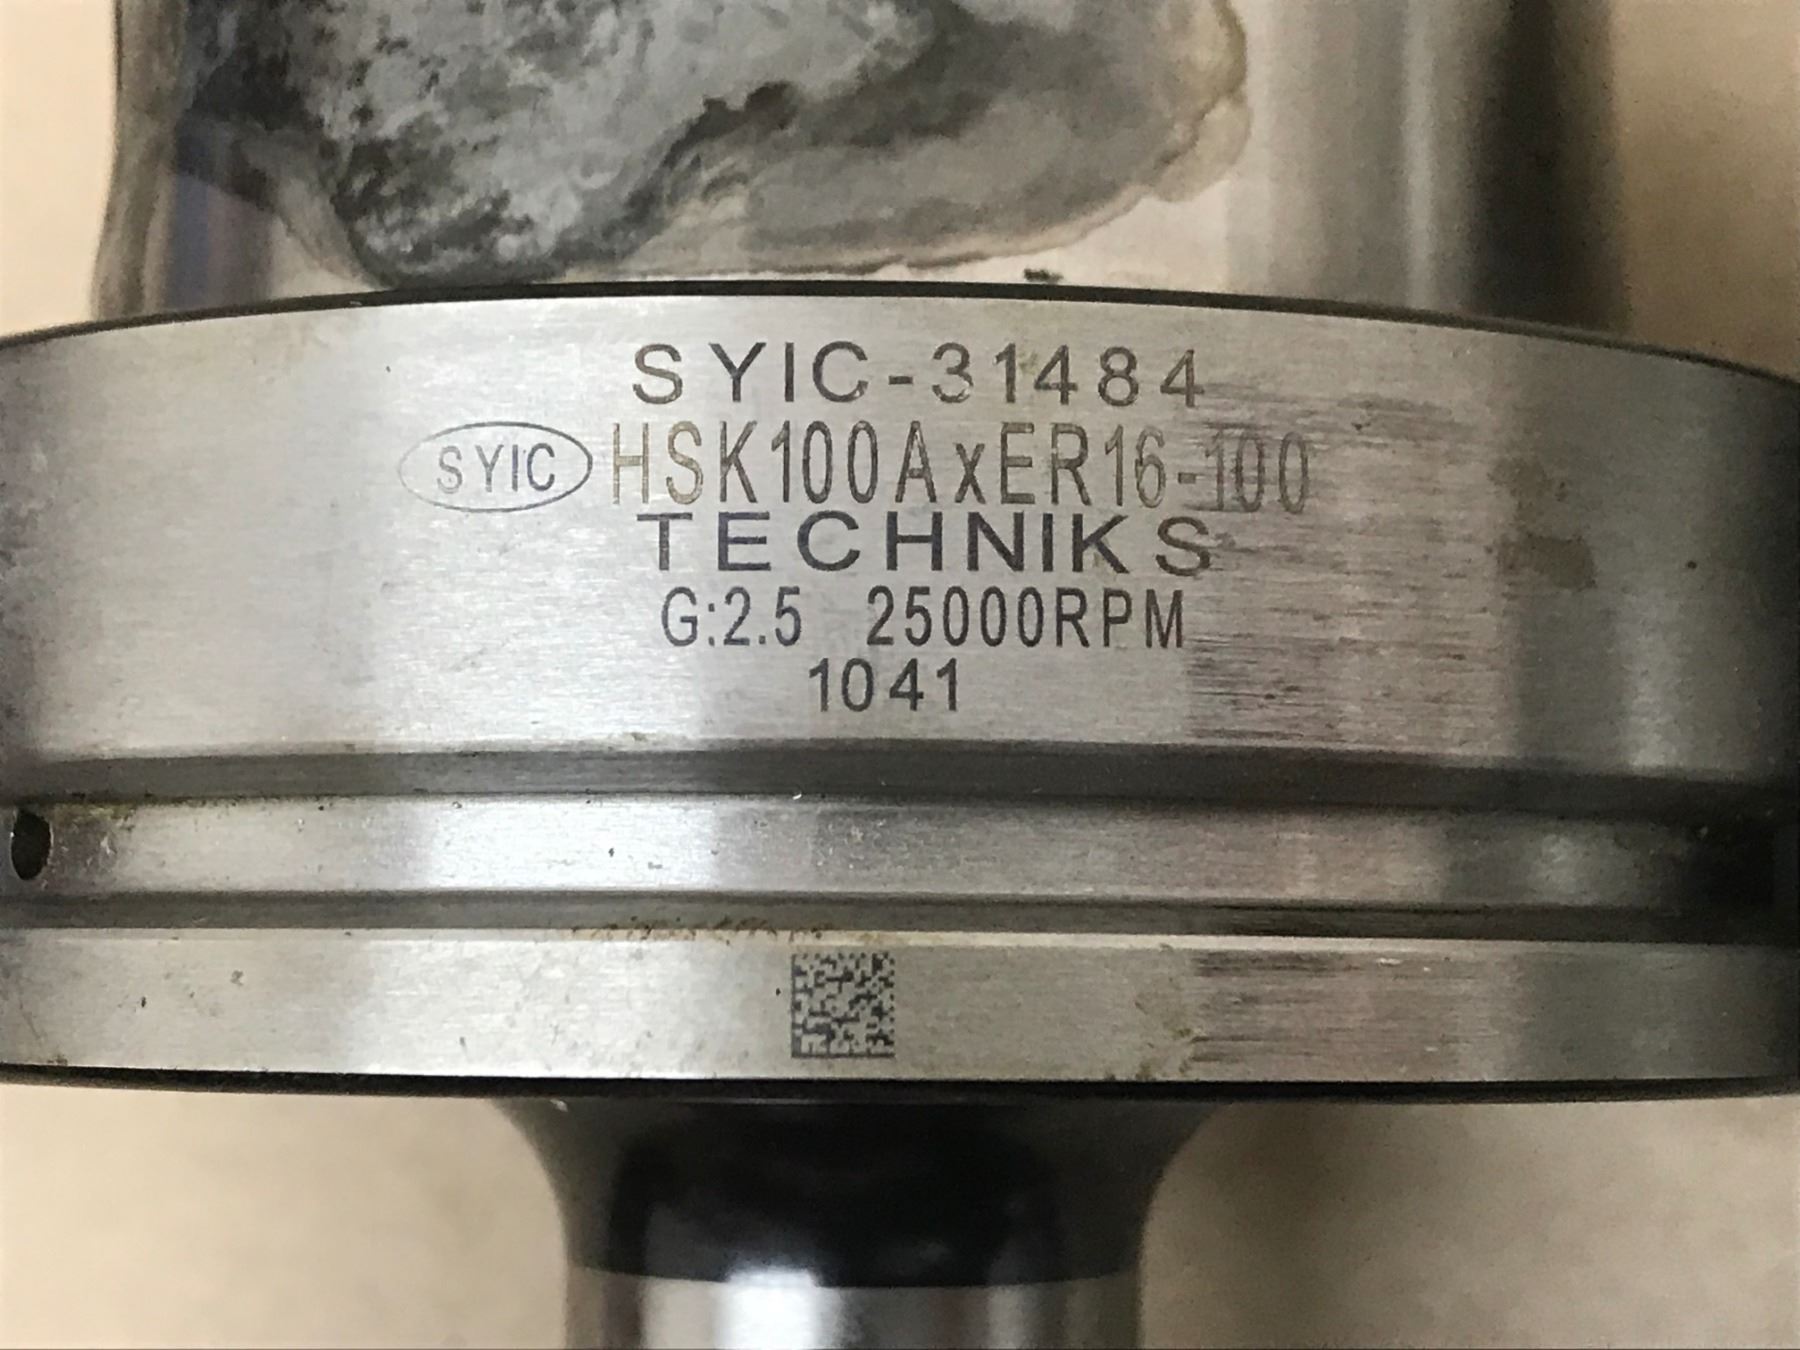 SYIC-31484
SYIC HSK100AxER16-100
TECHNIKS
G:2.5 25000RPM
1041